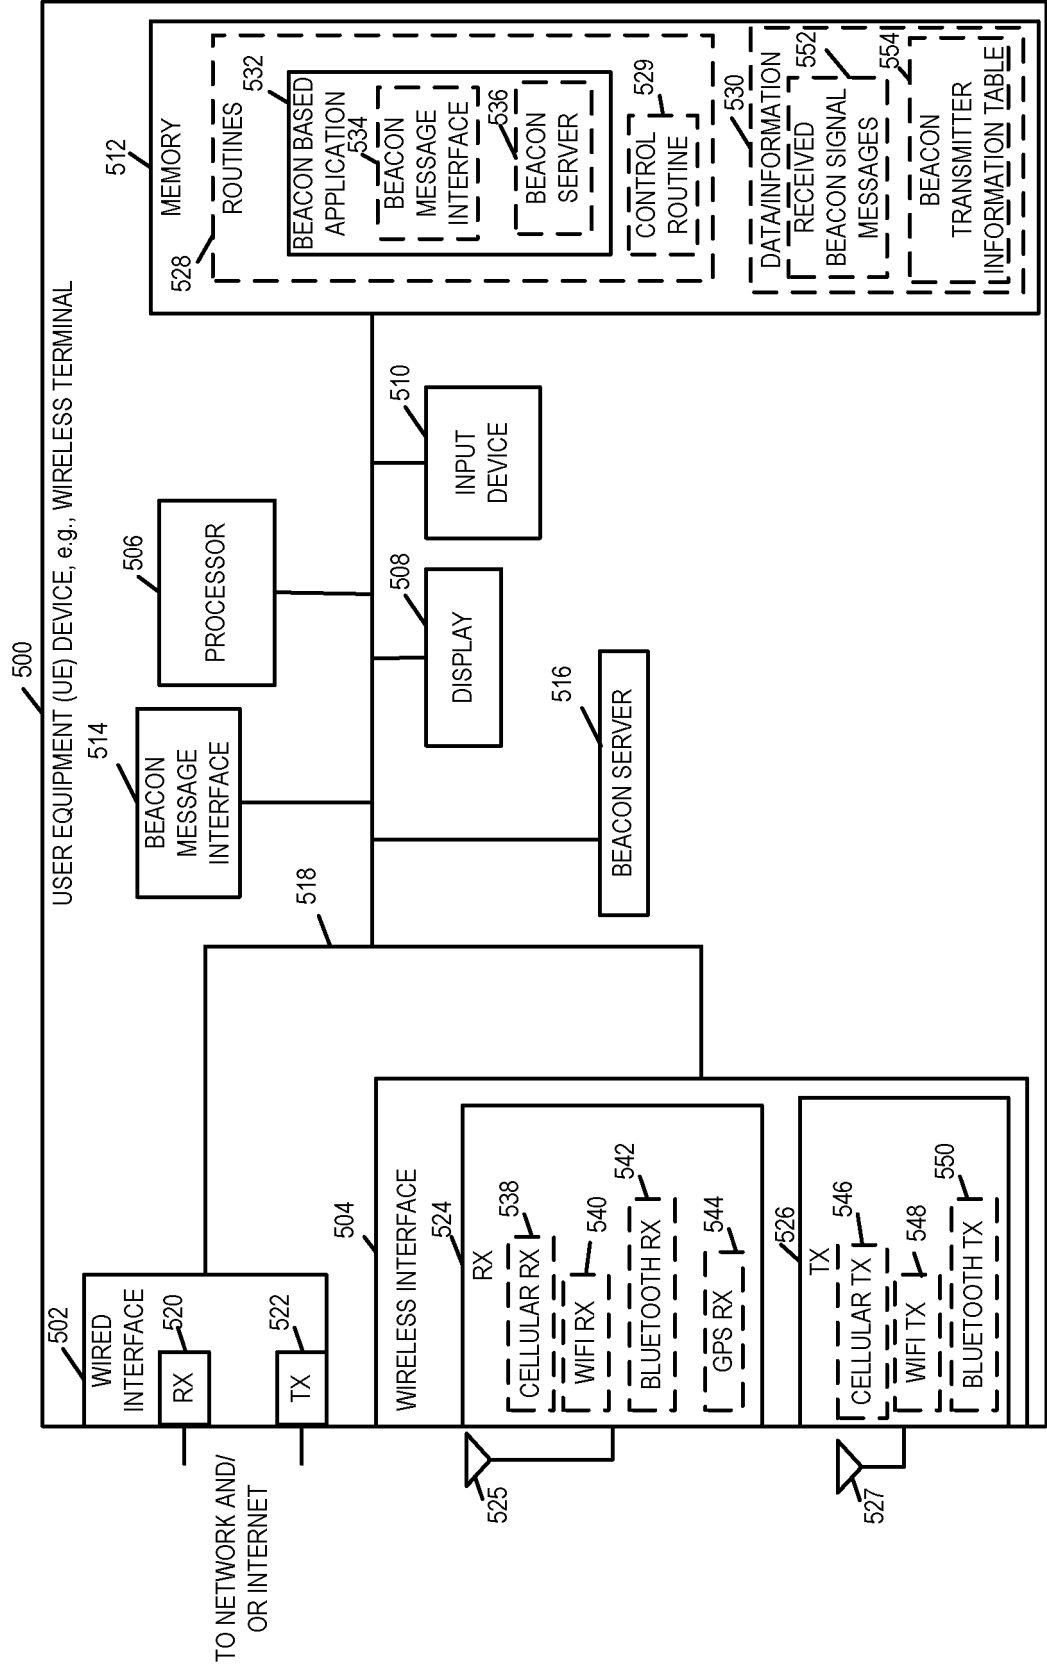 500
USER EQUIPMENT (UE) DEVICE, e.g., WIRELESS TERMINAL
502
WIRED
INTERFACE
520
RX
522
TX
TO NETWORK AND/
OR INTERNET
504
WIRELESS INTERFACE
524
RX
538
CELLULAR RX
540
WIFI RX
542
BLUETOOTH RX
544
GPS RX
525
526
TX
546
CELLULAR TX
548
WIFI TX
550
BLUETOOTH TX
527
518
514
BEACON
MESSAGE
INTERFACE
506
PROCESSOR
516
BEACON SERVER
508
DISPLAY
510
INPUT
DEVICE
512
MEMORY
528
ROUTINES
532
BEACON BASED
APPLICATION
534
BEACON
MESSAGE
INTERFACE
536
BEACON
SERVER
529
CONTROL
ROUTINE
530
DATA/INFORMATION
552
RECEIVED
BEACON SIGNAL
MESSAGES
554
BEACON
TRANSMITTER
INFORMATION TABLE